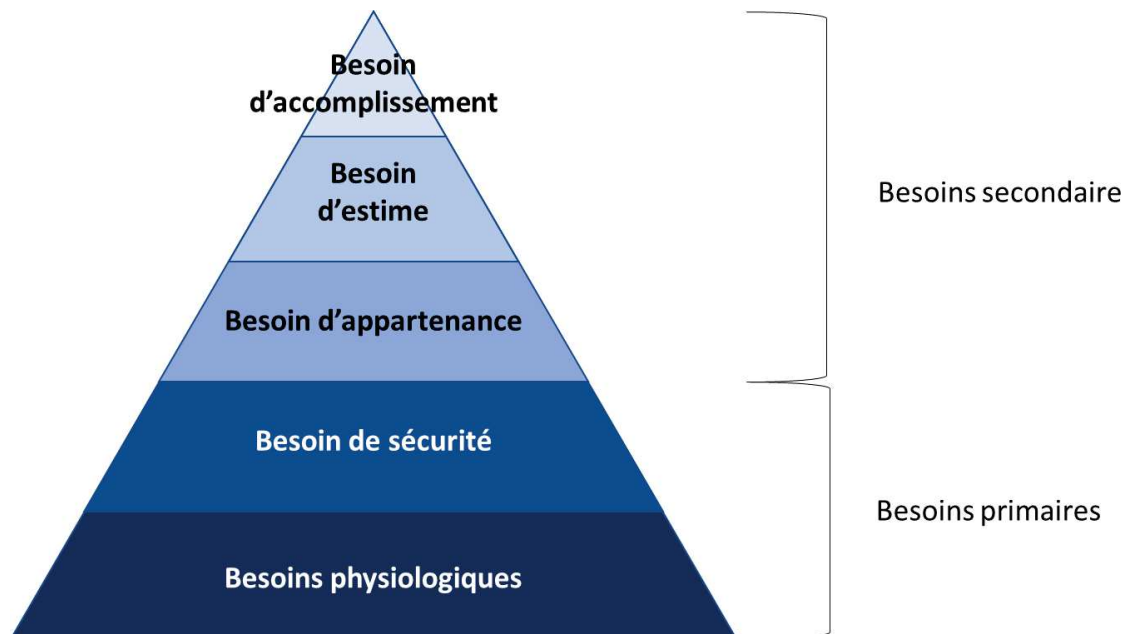 Besoin
d’accomplissement
Besoin
d’estime
Besoin d’appartenance
Besoin de sécurité
Besoins physiologiques
Besoins secondaire
Besoins primaires